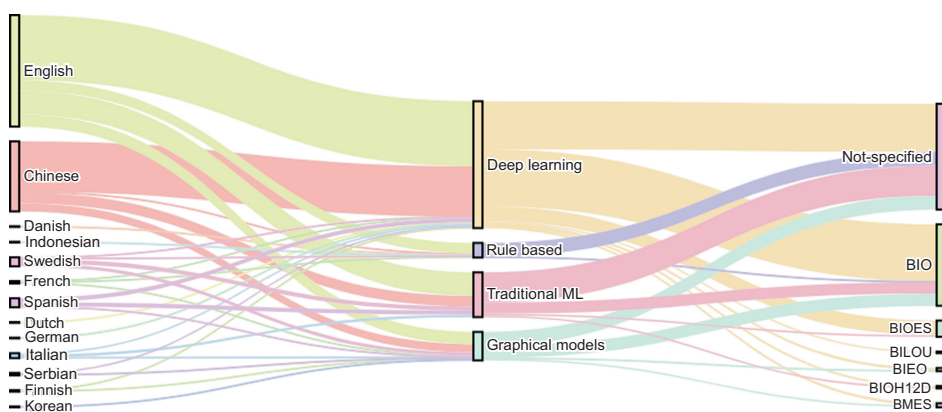 English
Chinese
Danish
Indonesian
Swedish
French
Spanish
Dutch
German
Italian
Serbian
Finnish
Korean
Deep learning
Rule based
Traditional ML
Graphical models
Not-specified
BIO
BIOES
BILOU
BIEO
BIOH12D
BMES